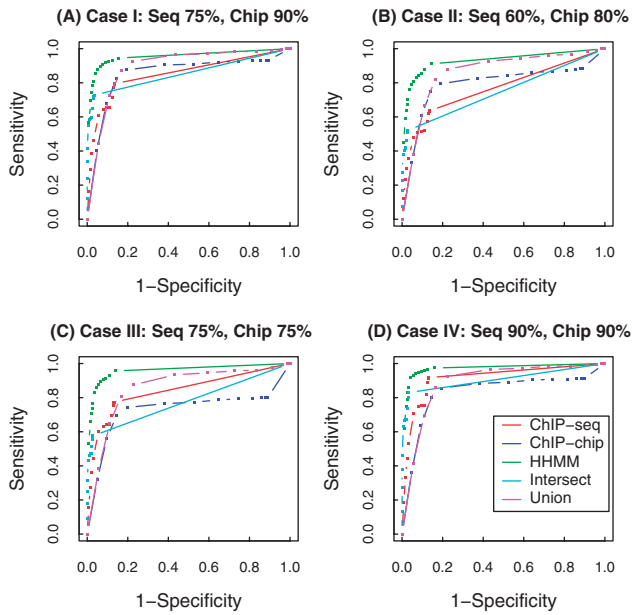 (A) Case I: Seq 75%, Chip 90%
(B) Case II: Seq 60%, Chip 80%
Sensitivity
0.0 0.2 0.4 0.6 0.8 1.0
0.0 0.2 0.4 0.6 0.8 1.0
1−Specificity
Sensitivity
0.0 0.2 0.4 0.6 0.8 1.0
0.0 0.2 0.4 0.6 0.8 1.0
1−Specificity
(C) Case III: Seq 75%, Chip 75%
(D) Case IV: Seq 90%, Chip 90%
Sensitivity
0.0 0.2 0.4 0.6 0.8 1.0
0.0 0.2 0.4 0.6 0.8 1.0
1−Specificity
Sensitivity
0.0 0.2 0.4 0.6 0.8 1.0
ChIP−seq
ChIP−chip
HHMM
Intersect
Union
0.0 0.2 0.4 0.6 0.8 1.0
1−Specificity